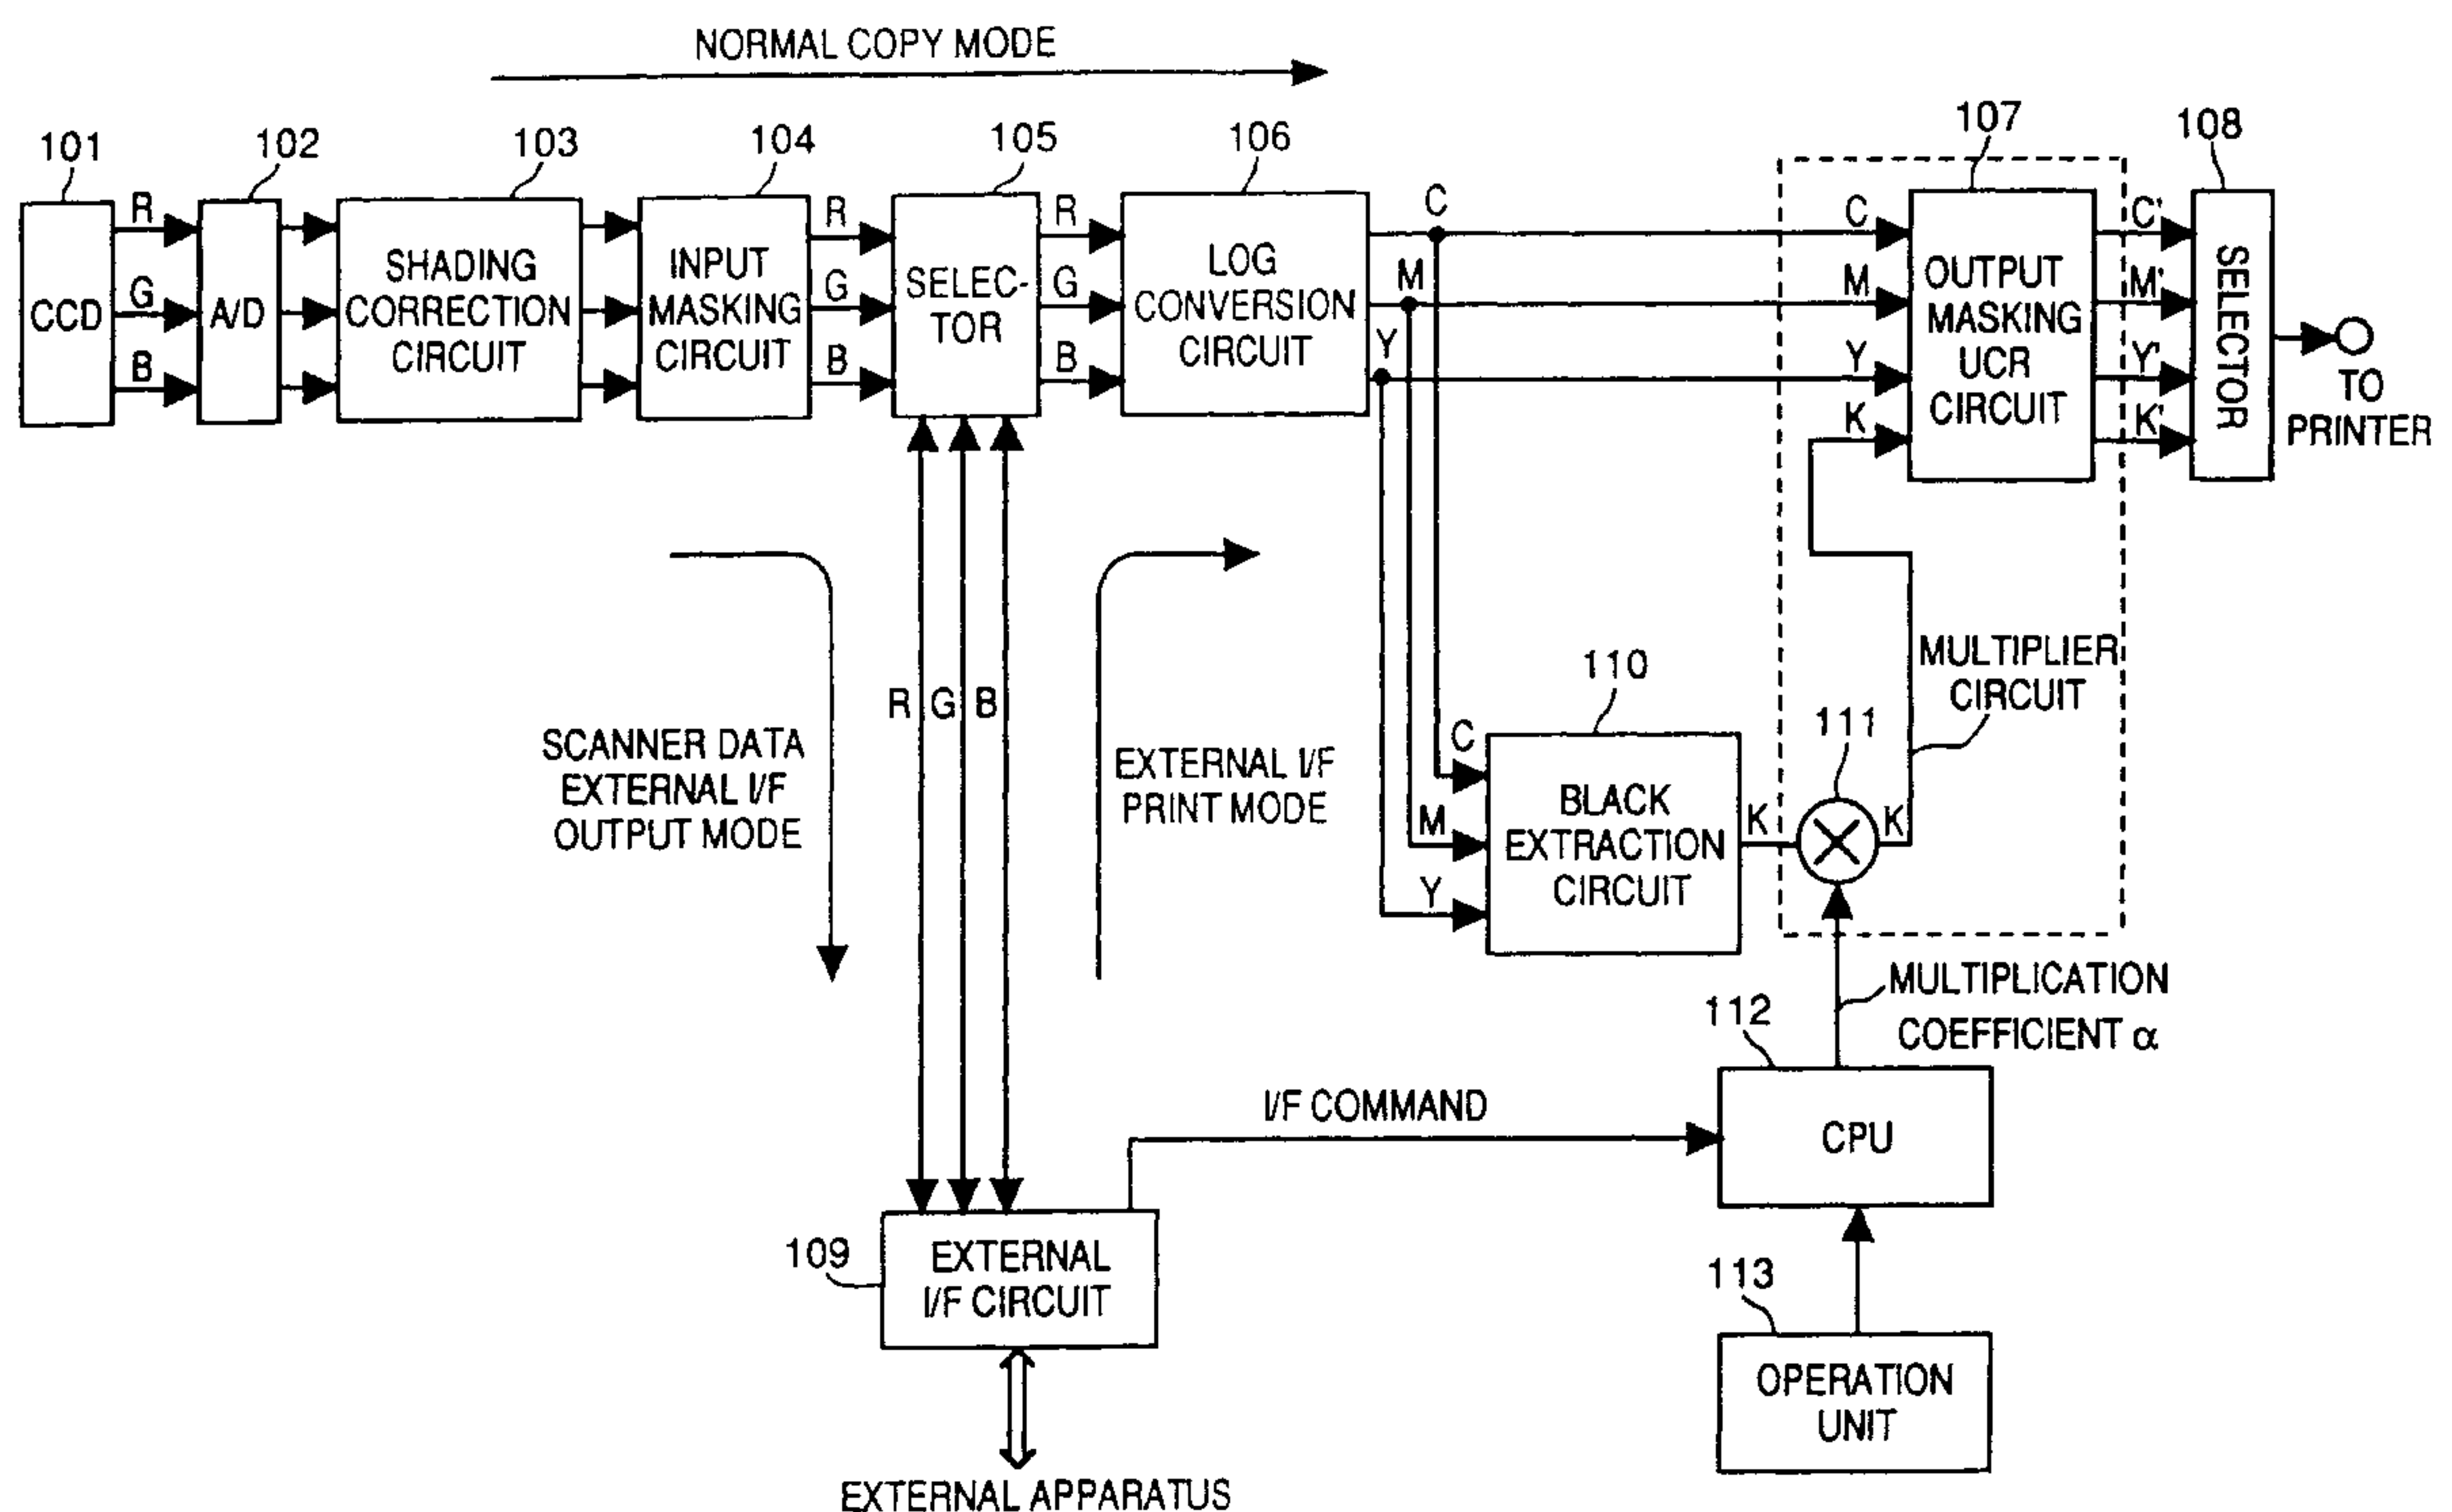 NORMAL COPY MODE
101
102
103
104
105
106
107
108
CCD
R
G
B
A/D
SHADING
CORRECTION
CIRCUIT
INPUT
MASKING
CIRCUIT
R
G
B
SELEC-
TOR
R
G
B
LOG
CONVERSION
CIRCUIT
C
M
Y
C
M
Y
K
OUTPUT
MASKING
UCR
CIRCUIT
C'
M'
Y'
K'
SELECTOR
TO
PRINTER
SCANNER DATA
EXTERNAL I/F
OUTPUT MODE
R G B
EXTERNAL I/F
PRINT MODE
110
C
M
Y
BLACK
EXTRACTION
CIRCUIT
K
111
K
MULTIPLIER
CIRCUIT
MULTIPLICATION
COEFFICIENT α
112
CPU
I/F COMMAND
109
EXTERNAL
I/F CIRCUIT
113
OPERATION
UNIT
EXTERNAL APPARATUS